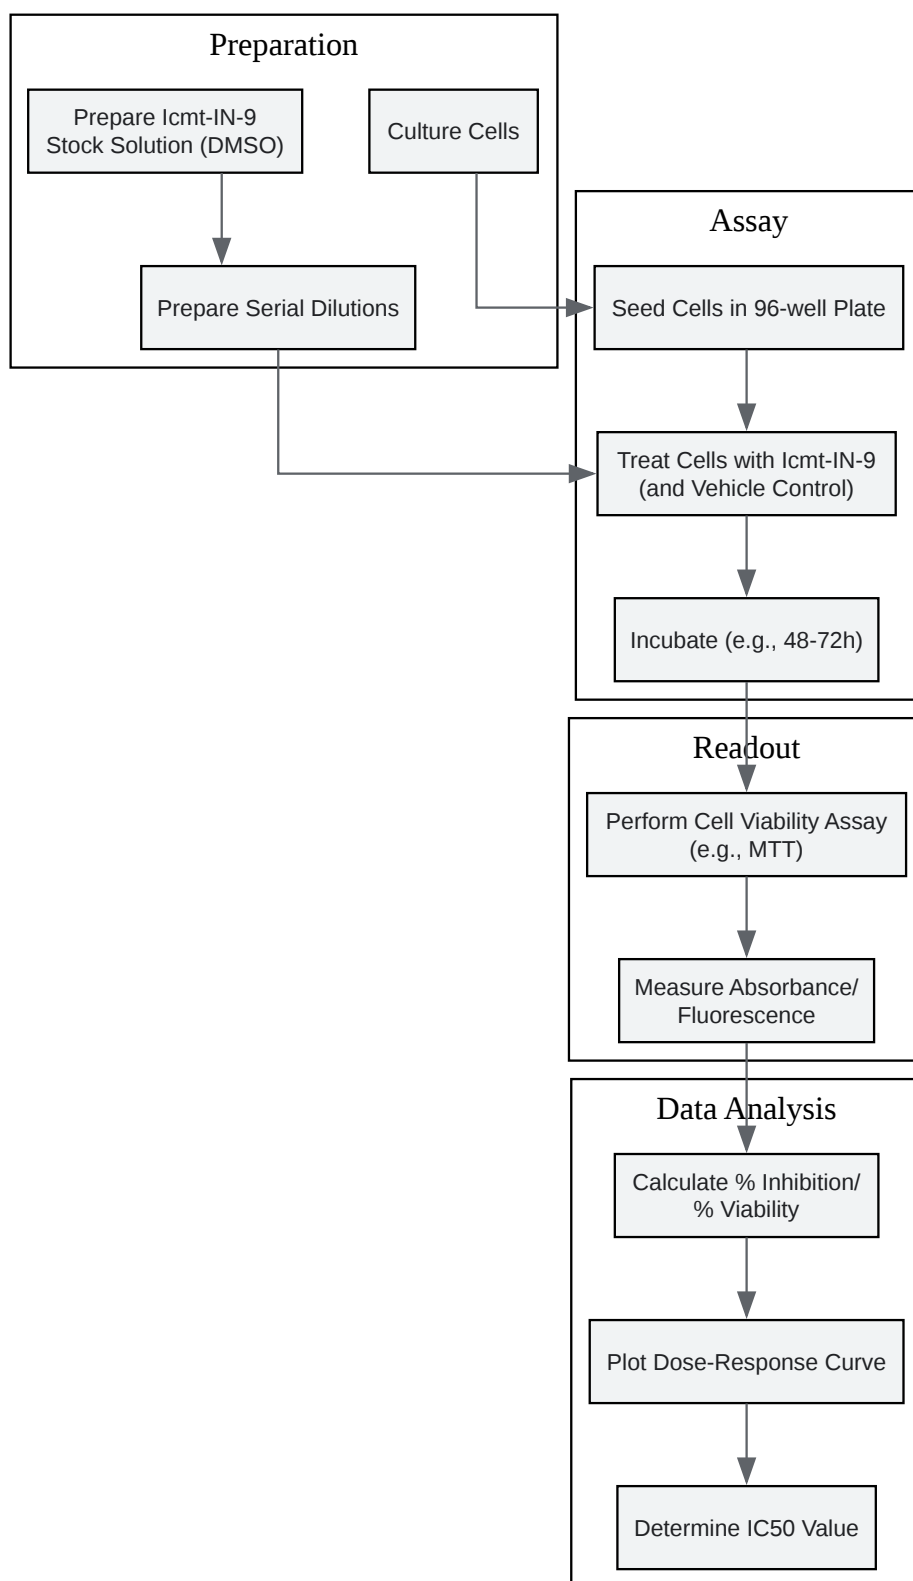 Preparation
Prepare Icmt-IN-9
Stock Solution (DMSO)
Culture Cells
Prepare Serial Dilutions
Assay
Seed Cells in 96-well Plate
Treat Cells with Icmt-IN-9
(and Vehicle Control)
Incubate (e.g., 48-72h)
Readout
Perform Cell Viability Assay
(e.g., MTT)
Measure Absorbance/
Fluorescence
Data Analysis
Calculate % Inhibition/
% Viability
Plot Dose-Response Curve
Determine IC50 Value